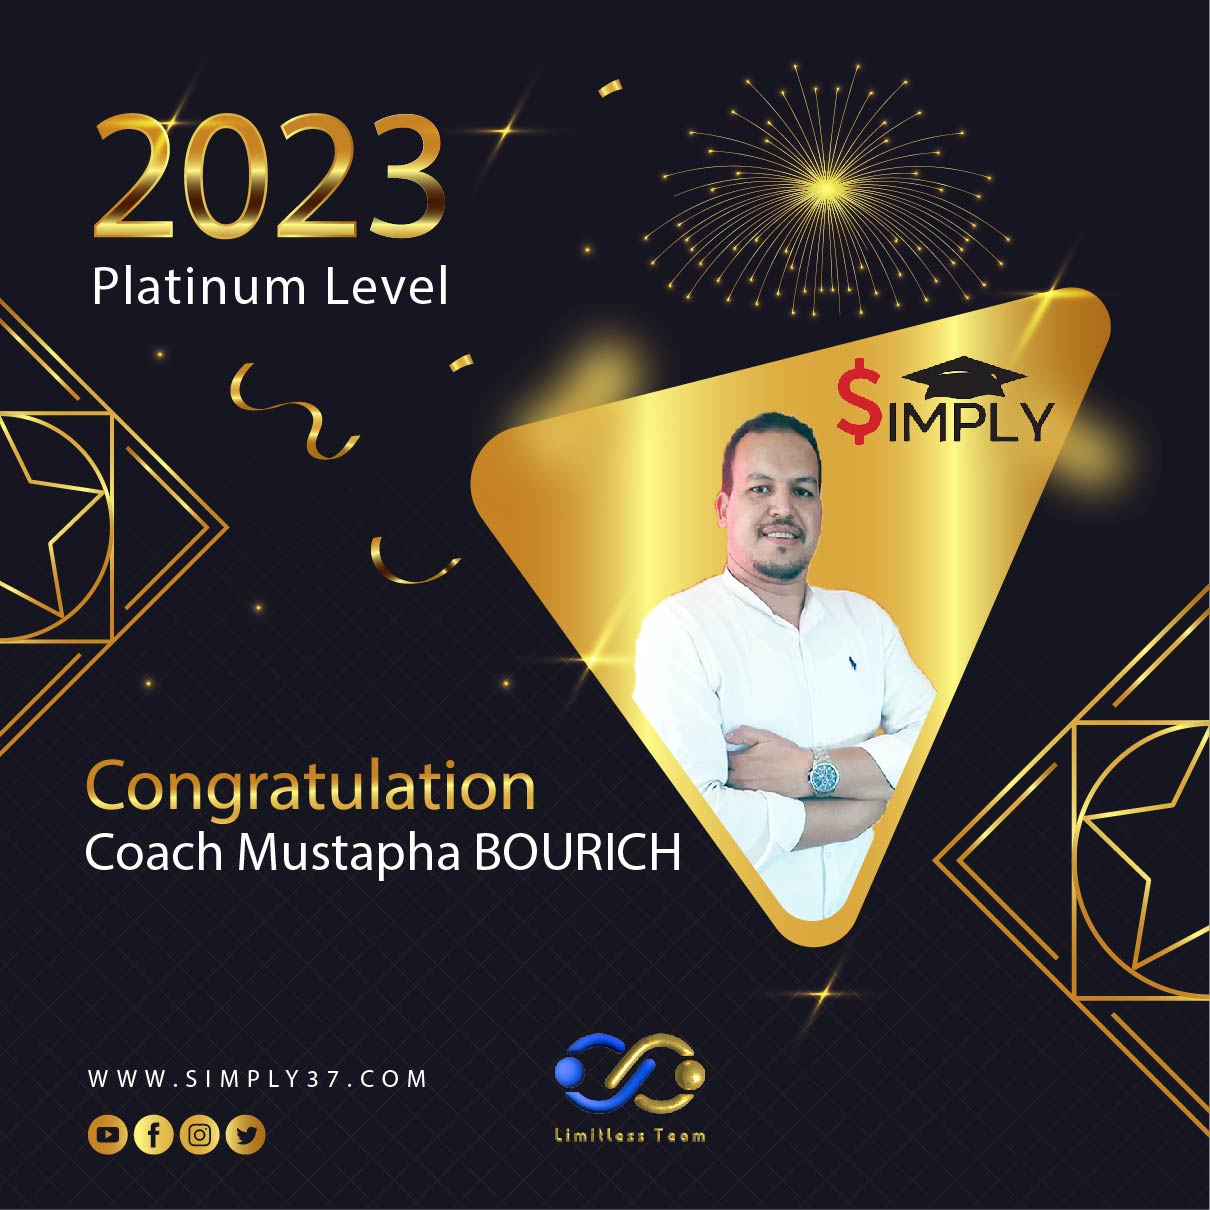 2023
Platinum Level
$IMPLY
Congratulation
Coach Mustapha BOURICH
WWW.SIMPLY37.COM
Limitless Team